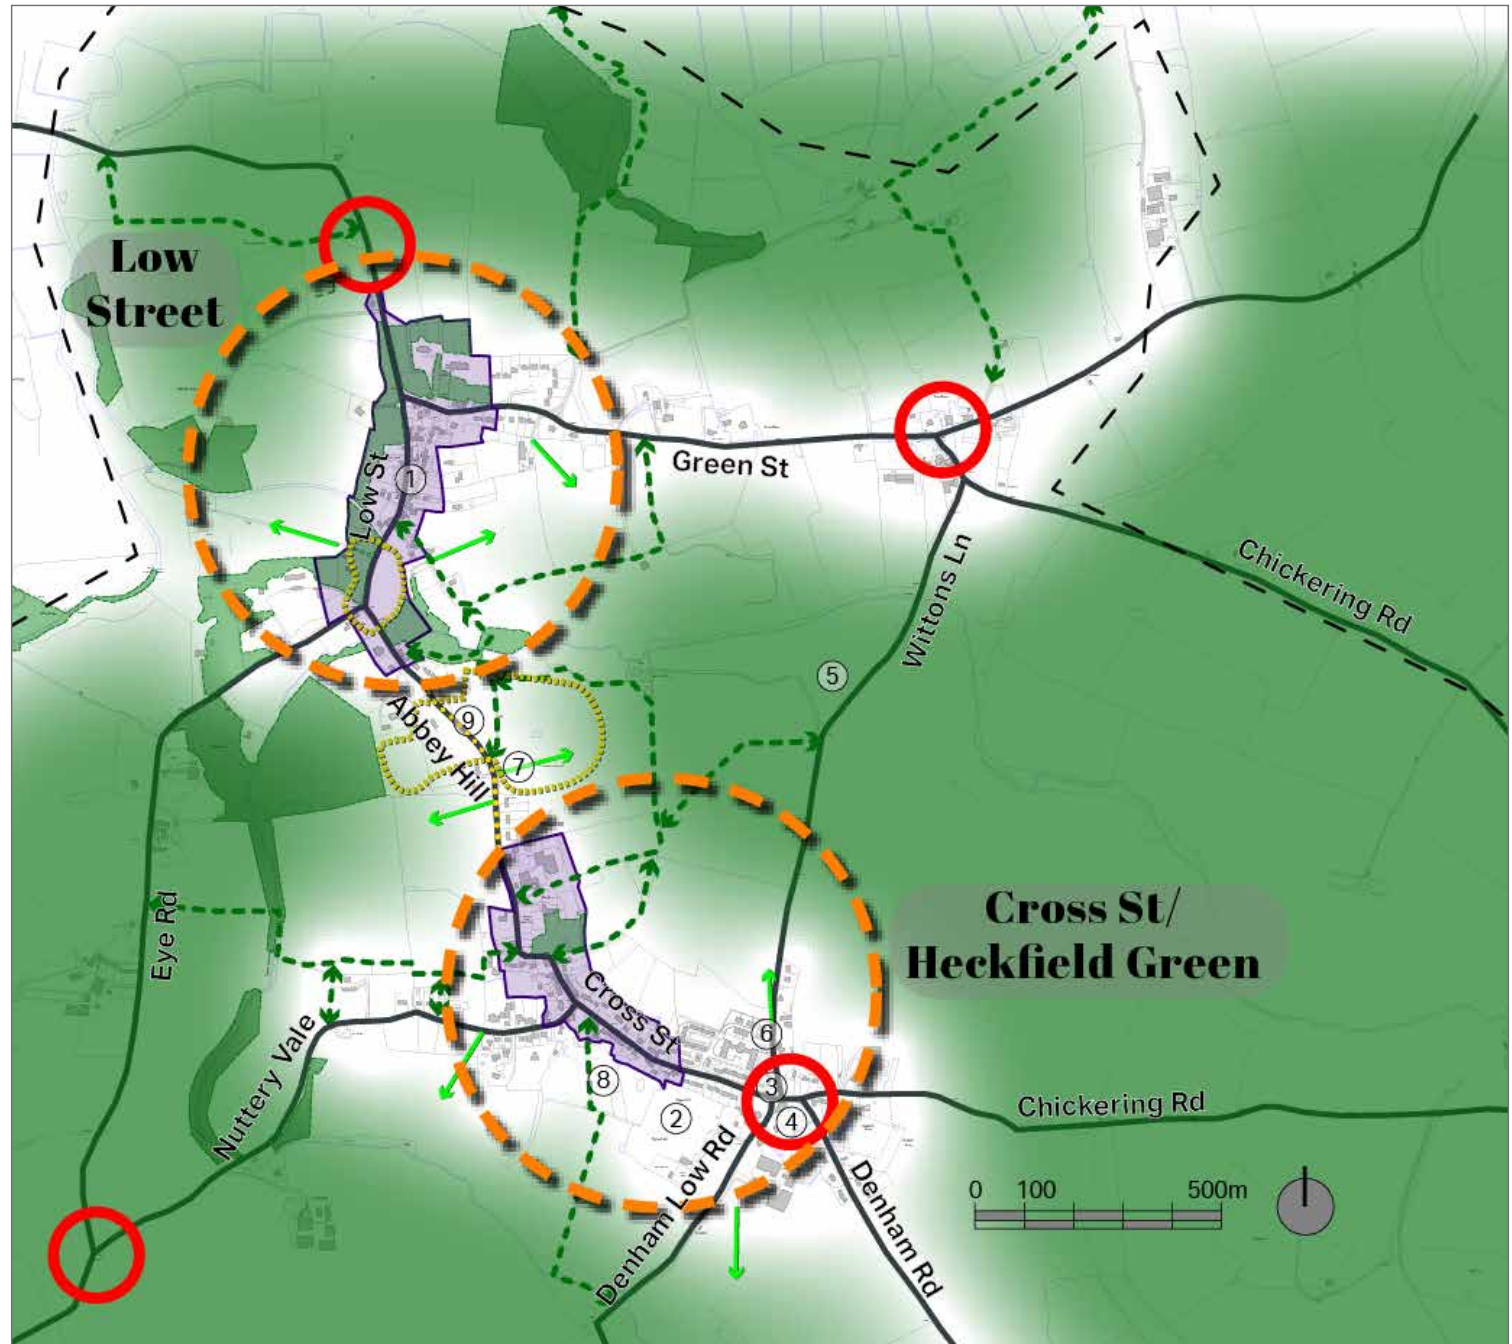 Low
Street
Green St
Low St
1
Chickering Rd
Wittons Ln
5
9
Abbey Hill
7
Cross St/
Heckfield Green
Eye Rd
Cross St
6
Nuttery Vale
8
3
2
4
Chickering Rd
Denham Low Rd
Denham Rd
0 100 500m